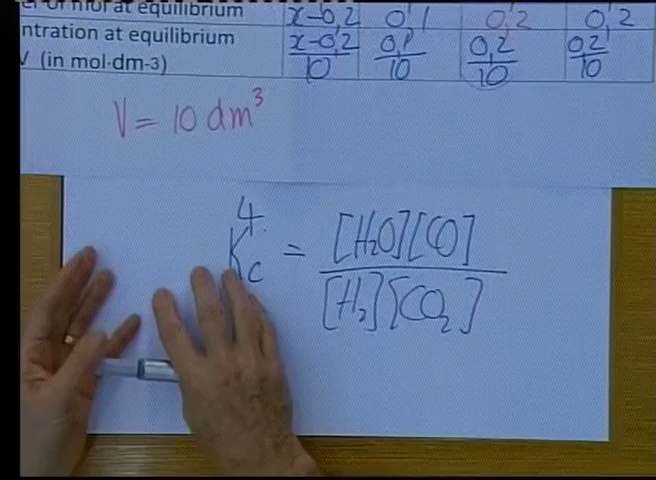 mol at equilibrium x-0,2 0,1 0,2 0,2
ntration at equilibrium x-0,2 0,1 0,2 0,2
V (in mol·dm-3) 10 10 10 10
V = 10 dm³
4
Kc = [H₂O][CO]
[H₂][CO₂]